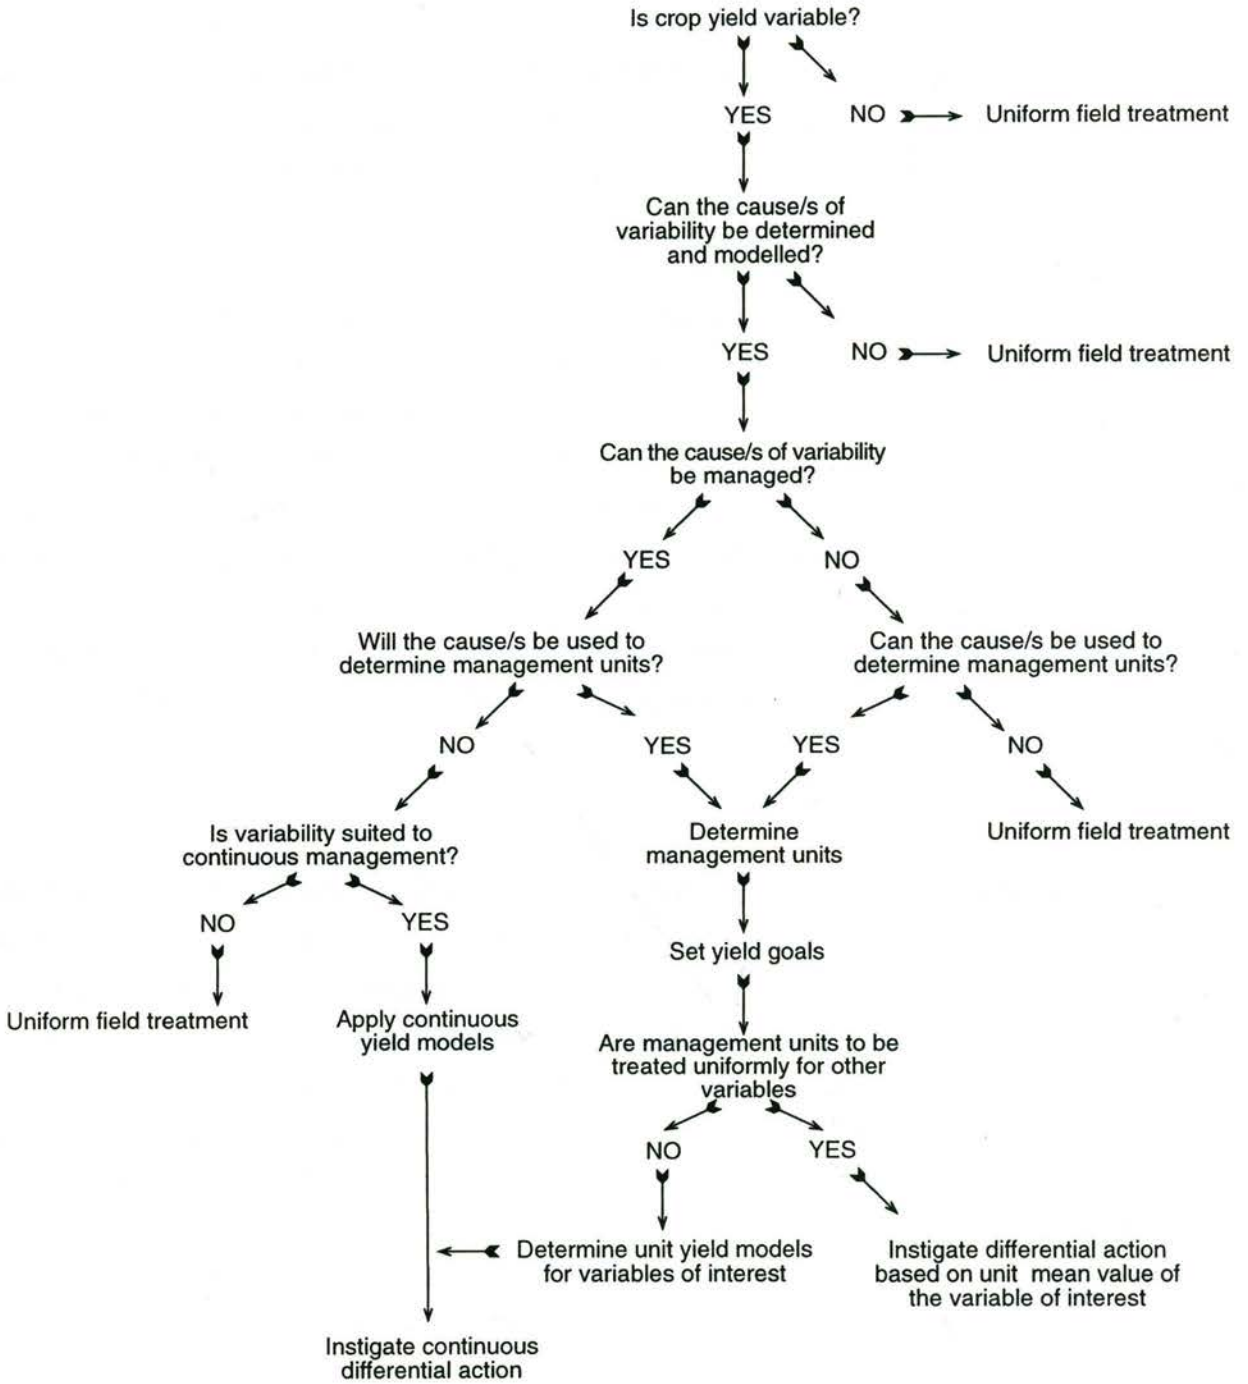 Is crop yield variable?
YES
NO
Uniform field treatment
Can the cause/s of
variability be determined
and modelled?
YES
NO
Uniform field treatment
Can the cause/s of variability
be managed?
YES
NO
Will the cause/s be used to
determine management units?
Can the cause/s be used to
determine management units?
NO
YES
YES
NO
Is variability suited to
continuous management?
Determine
management units
Uniform field treatment
NO
YES
Set yield goals
Uniform field treatment
Apply continuous
yield models
Are management units to be
treated uniformly for other
variables
NO
YES
Determine unit yield models
for variables of interest
Instigate differential action
based on unit mean value of
the variable of interest
Instigate continuous
differential action